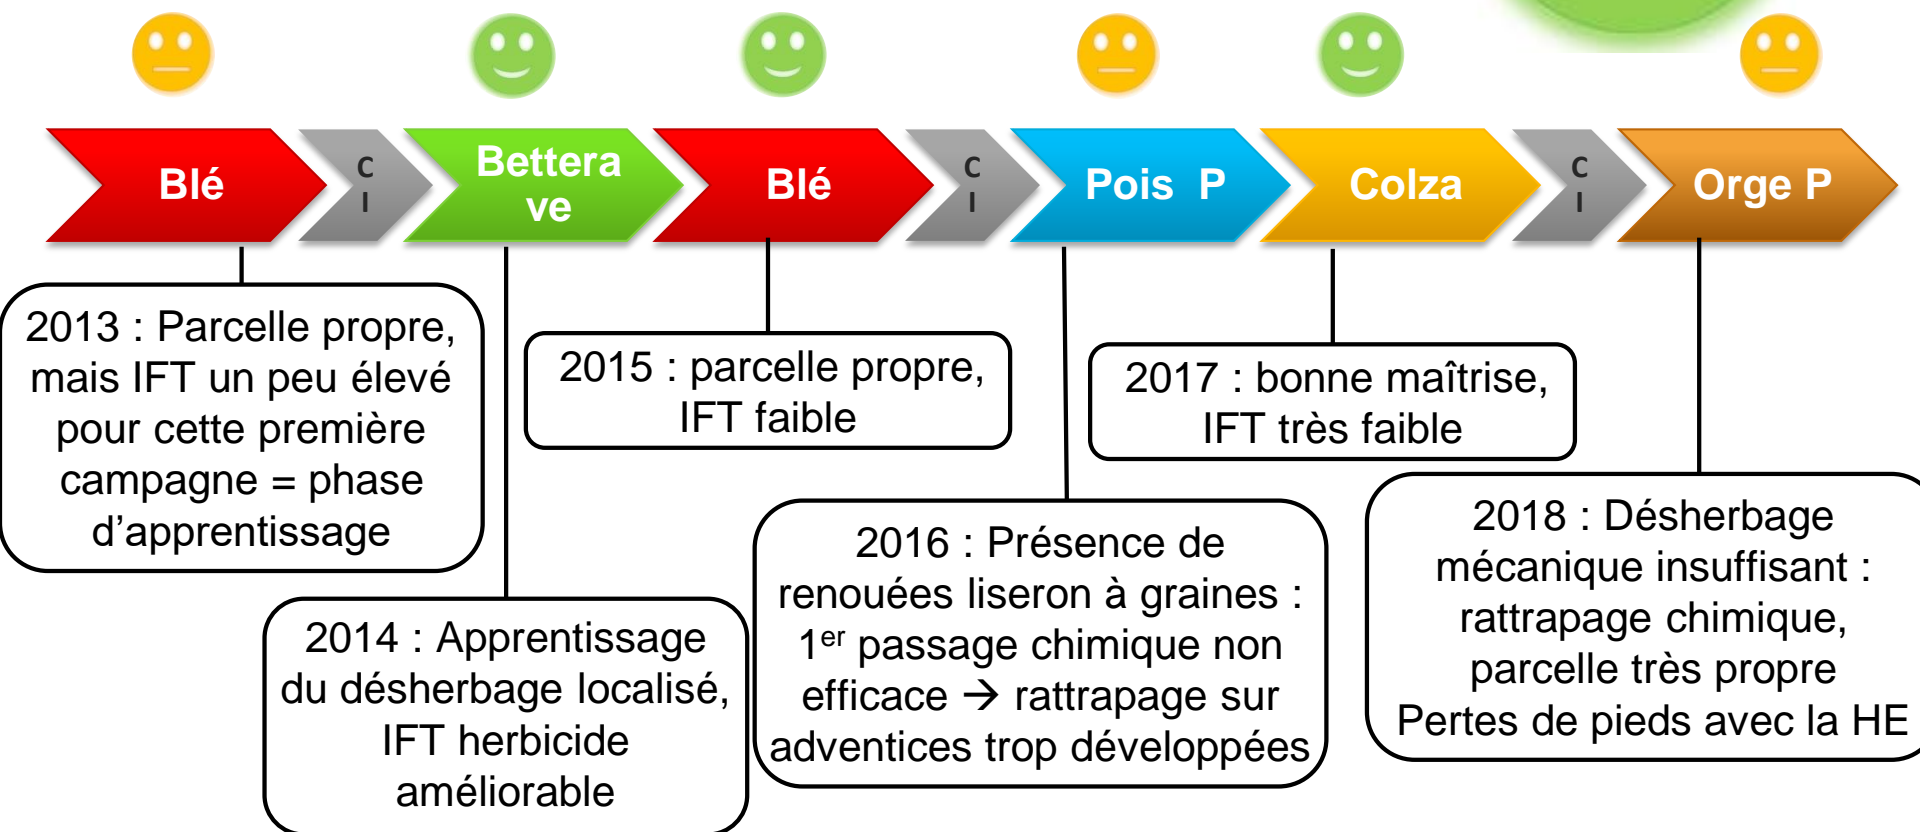 Blé
C
I
Bettera
ve
Blé
C
I
Pois P
Colza
C
I
Orge P
2013 : Parcelle propre,
mais IFT un peu élevé
pour cette première
campagne = phase
d’apprentissage
2014 : Apprentissage
du désherbage localisé,
IFT herbicide
améliorable
2015 : parcelle propre,
IFT faible
2016 : Présence de
renouées liseron à graines :
1er passage chimique non
efficace → rattrapage sur
adventices trop développées
2017 : bonne maîtrise,
IFT très faible
2018 : Désherbage
mécanique insuffisant :
rattrapage chimique,
parcelle très propre
Pertes de pieds avec la HE